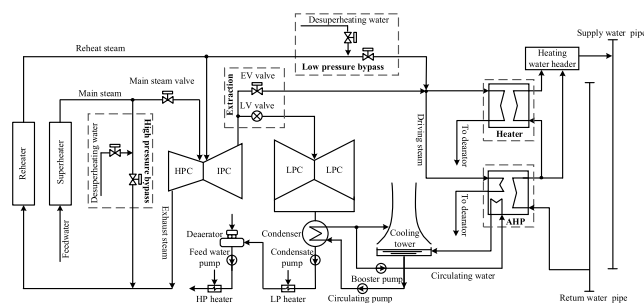 Desuperheating water
Supply water pipe
Reheat steam
Low pressure bypass
Heating
water header
Main steam valve
EV valve
Extraction
Main steam
LV valve
High pressure bypass
Desuperheating water
Reheater
Superheater
Feedwater
HPC
IPC
LPC
LPC
Driving steam
Heater
To dearator
To dearator
AHP
Exhaust steam
Deaerator
Condenser
Cooling
tower
Feed water
pump
Condensate
pump
Booster pump
Circulating water
HP heater
LP heater
Circulating pump
Return water pipe